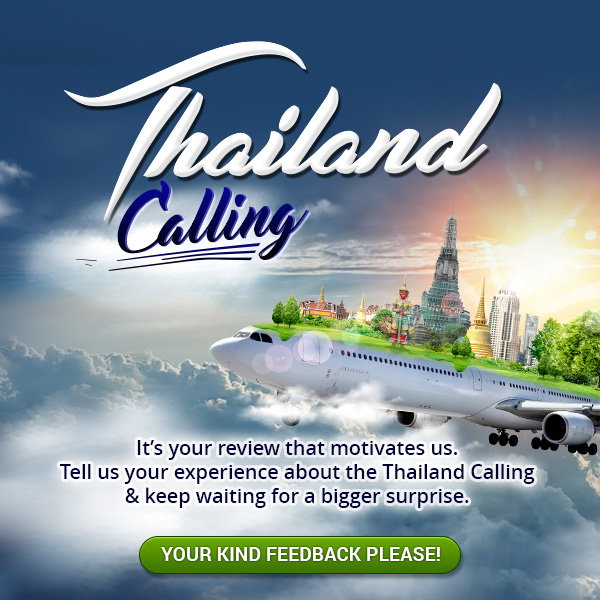 Thailand
Calling
It's your review that motivates us.
Tell us your experience about the Thailand Calling
& keep waiting for a bigger surprise.
YOUR KIND FEEDBACK PLEASE!